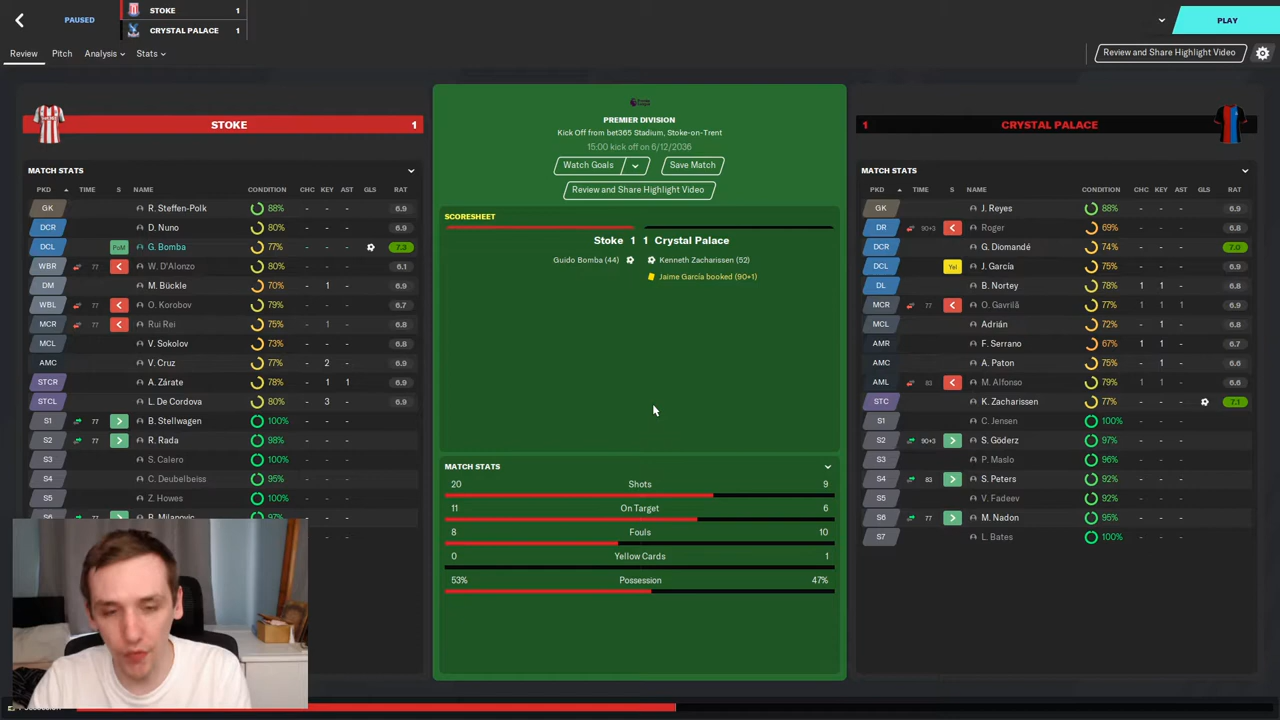 PAUSED
STOKE 1
CRYSTAL PALACE 1
PLAY
Review Pitch Analysis Stats
Review and Share Highlight Video
STOKE 1
MATCH STATS
PKD TIME S NAME CONDITION CHC KEY AST GLS RAT
GK R. Steffen-Polk 88% - - - 6.9
DCR D. Nuno 80% - - - 6.9
DCL PoM G. Bomba 77% - - - 7.3
WBR 77 W. D'Alonzo 80% - - - 6.1
DM M. Bückle 70% - 1 - 6.8
WBL 77 O. Korobov 79% - - - 6.7
MCR Rui Rei 75% - 1 - 6.8
MCL V. Sokolov 73% - - - 6.8
AMC V. Cruz 77% - 2 - 6.9
STCR A. Zárate 78% - 1 1 6.9
STCL L. De Cordova 80% - 3 - 6.9
S1 77 B. Stellwagen 100% - - -
S2 77 R. Rada 98% - - -
S3 S. Calero 100% - - -
S4 C. Deubelbeiss 95% - - -
S5 Z. Howes 100% - - -
S6 77 B. Milanovic 97% - - -
PREMIER DIVISION
Kick Off from bet365 Stadium, Stoke-on-Trent
15:00 kick off on 6/12/2036
Watch Goals Save Match
Review and Share Highlight Video
SCORESHEET
Stoke 1 1 Crystal Palace
Guido Bomba (44) Kenneth Zacharissen (52)
Jaime García booked (90+1)
MATCH STATS
20 Shots 9
11 On Target 6
8 Fouls 10
0 Yellow Cards 1
53% Possession 47%
1 CRYSTAL PALACE
MATCH STATS
PKD TIME S NAME CONDITION CHC KEY AST GLS RAT
GK J. Reyes 88% - - - 6.9
DR 90+3 Roger 69% - - - 6.8
DCR G. Diomandé 74% - - - 7.0
DCL Yel J. García 75% - - - 6.9
DL B. Nortey 78% 1 1 - 6.8
MCR 77 O. Gavrilă 77% - 1 1 6.9
MCL Adrián 72% - 1 - 6.8
AMR F. Serrano 67% 1 1 - 6.7
AMC A. Paton 75% - 1 - 6.6
AML 83 M. Alfonso 79% 1 1 - 6.6
STC K. Zacharissen 77% - - - 7.1
S1 C. Jensen 100% - - -
S2 90+3 S. Göderz 97% - - -
S3 P. Maslo 96% - - -
S4 83 S. Peters 92% - - -
S5 V. Fadeev 92% - - -
S6 77 M. Nadon 95% - - -
S7 L. Bates 100% - - -